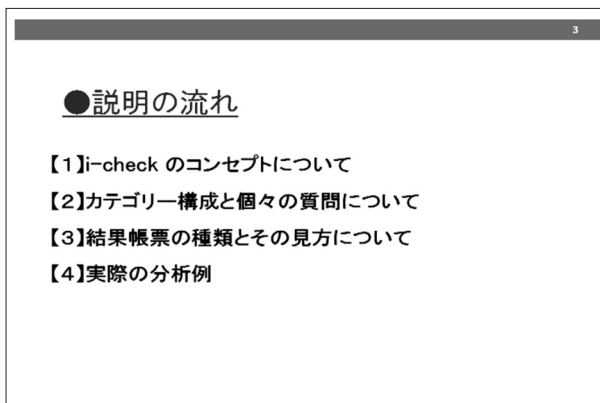 3
●説明の流れ
【1】i-check のコンセプトについて
【2】カテゴリー構成と個々の質問について
【3】結果帳票の種類とその見方について
【4】実際の分析例